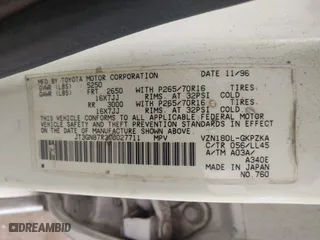 MFD. BY TOYOTA MOTOR CORPORATION DATE 11/96
GVWR (LBS) 5250
GAWR (LBS) FRT 2650 WITH P265/70R16
16X7JJ RIMS, AT 32PSI COLD
RR 3000 WITH P265/70R16
16X7JJ RIMS, AT 32PSI COLD
THIS VEHICLE CONFORMS TO ALL APPLICABLE
FEDERAL MOTOR VEHICLE SAFETY AND
THEFT PREVENTION STANDARDS IN EFFECT ON
THE DATE OF MANUFACTURE SHOWN ABOVE.
MPV
VZN180L-GKPZKA
C/TR 056/LL45
A/TM A03A/
A340E
MADE IN JAPAN
NO.760